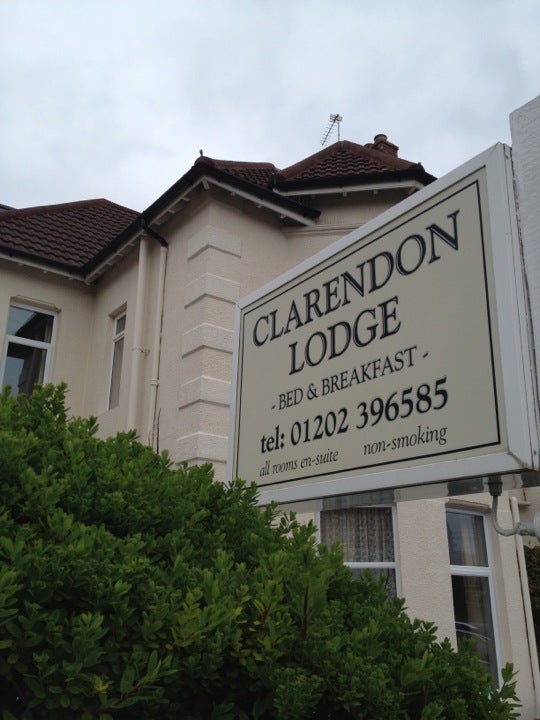 CLARENDON
LODGE
- BED & BREAKFAST -
tel: 01202 396585
all rooms en-suite non-smoking